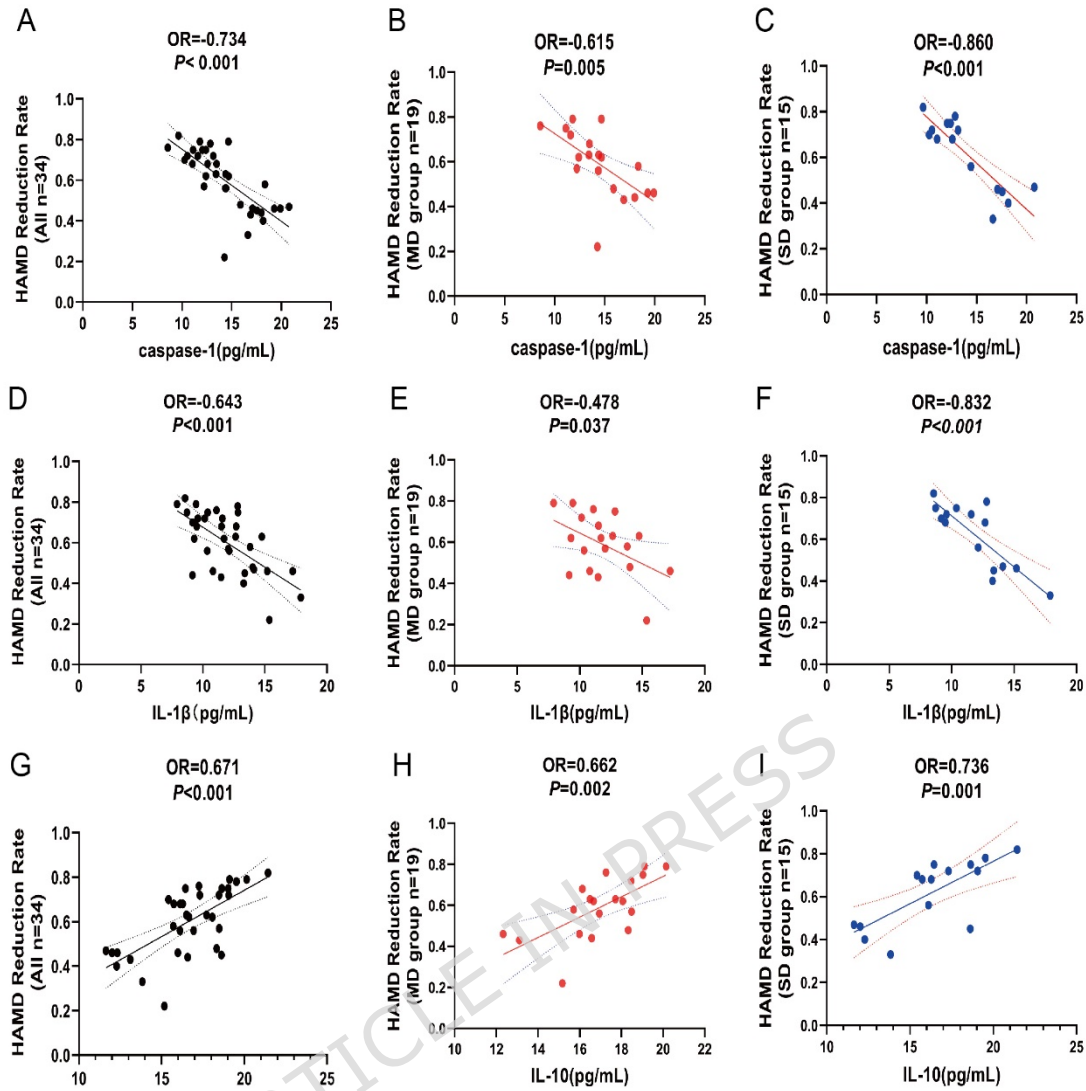 A
OR=-0.734
P< 0.001
HAMD Reduction Rate
(All n=34)
1.0
0.8
0.6
0.4
0.2
0.0
0 5 10 15 20 25
caspase-1(pg/mL)
B
OR=-0.615
P=0.005
HAMD Reduction Rate
(MD group n=19)
1.0
0.8
0.6
0.4
0.2
0.0
0 5 10 15 20 25
caspase-1(pg/mL)
C
OR=-0.860
P<0.001
HAMD Reduction Rate
(SD group n=15)
1.0
0.8
0.6
0.4
0.2
0.0
0 5 10 15 20 25
caspase-1(pg/mL)
D
OR=-0.643
P<0.001
HAMD Reduction Rate
(All n=34)
1.0
0.8
0.6
0.4
0.2
0.0
0 5 10 15 20
IL-1β(pg/mL)
E
OR=-0.478
P=0.037
HAMD Reduction Rate
(MD group n=19)
1.0
0.8
0.6
0.4
0.2
0.0
0 5 10 15 20
IL-1β(pg/mL)
F
OR=-0.832
P<0.001
HAMD Reduction Rate
(SD group n=15)
1.0
0.8
0.6
0.4
0.2
0.0
0 5 10 15 20
IL-1β(pg/mL)
G
OR=0.671
P<0.001
HAMD Reduction Rate
(All n=34)
1.0
0.8
0.6
0.4
0.2
0.0
10 15 20 25
H
OR=0.662
P=0.002
HAMD Reduction Rate
(MD group n=19)
1.0
0.8
0.6
0.4
0.2
0.0
10 12 14 16 18 20 22
IL-10(pg/mL)
I
OR=0.736
P=0.001
HAMD Reduction Rate
(SD group n=15)
1.0
0.8
0.6
0.4
0.2
0.0
10 15 20 25
IL-10(pg/mL)
TICLE IN PRESS